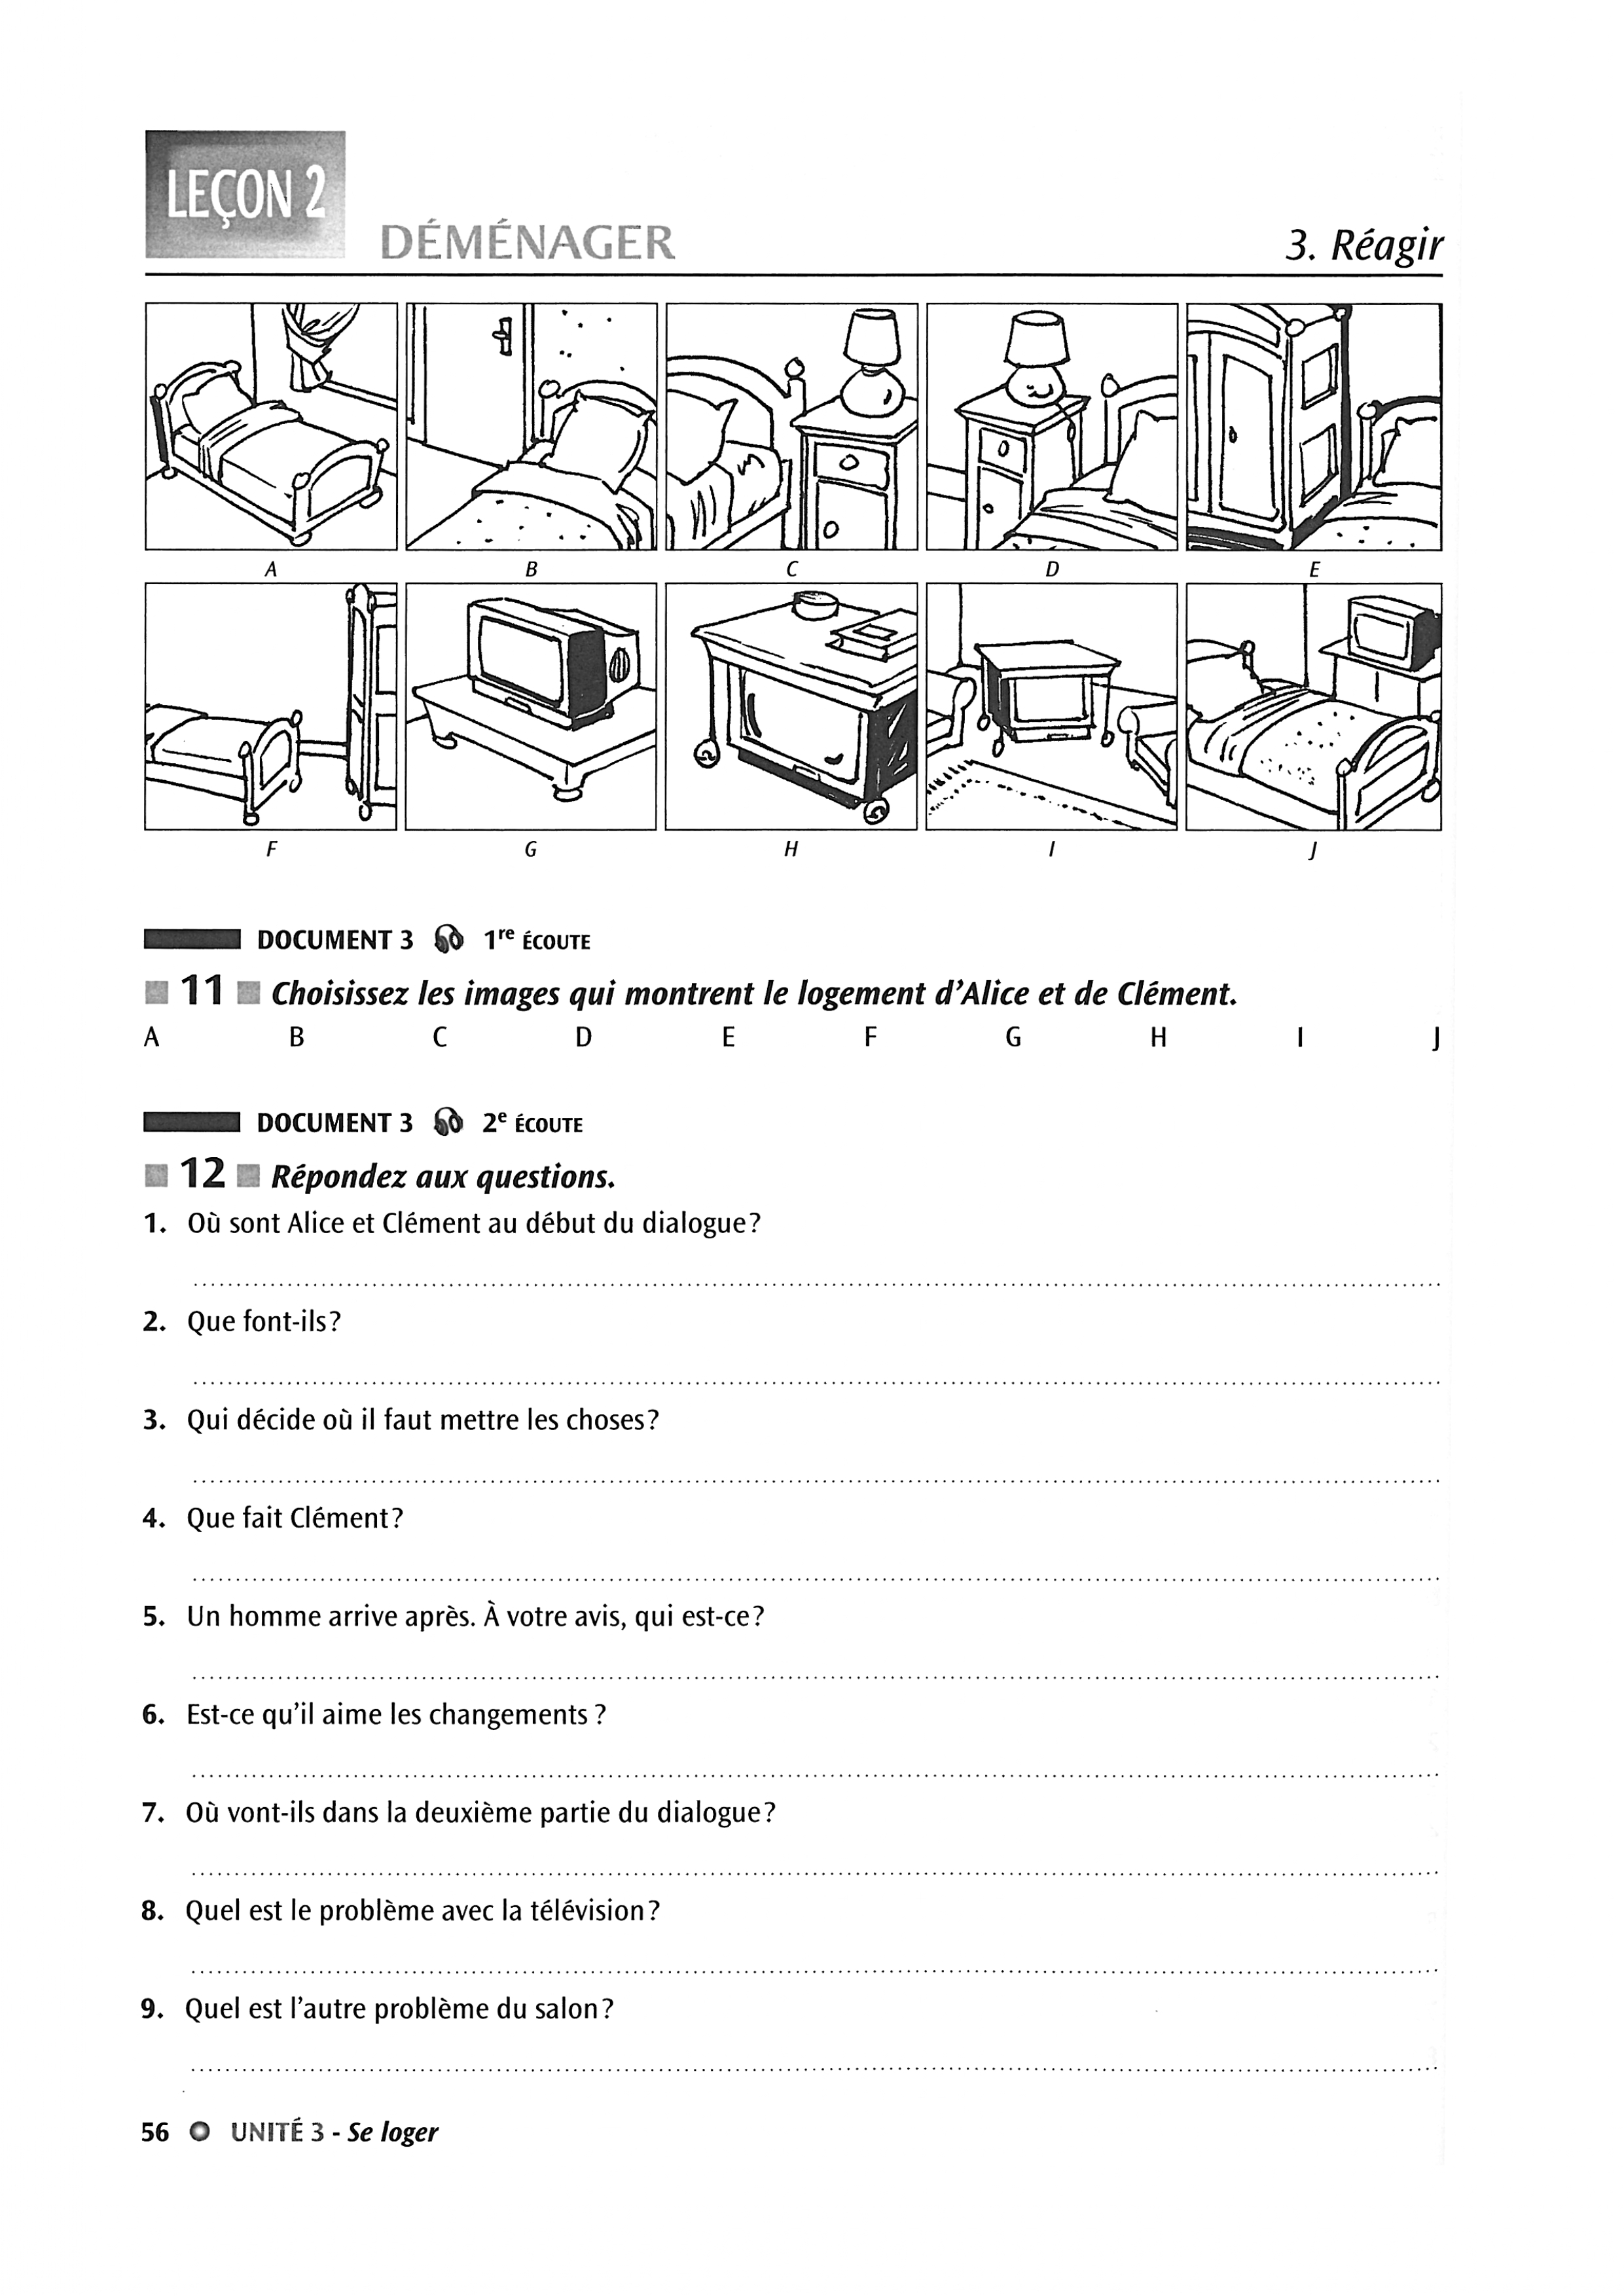 LEÇON 2
DÉMÉNAGER
3. Réagir
A B C D E
F G H I J
DOCUMENT 3 1re ÉCOUTE
11 Choisissez les images qui montrent le logement d'Alice et de Clément.
A B C D E F G H I J
DOCUMENT 3 2e ÉCOUTE
12 Répondez aux questions.
1. Où sont Alice et Clément au début du dialogue?
2. Que font-ils?
3. Qui décide où il faut mettre les choses?
4. Que fait Clément?
5. Un homme arrive après. À votre avis, qui est-ce?
6. Est-ce qu'il aime les changements ?
7. Où vont-ils dans la deuxième partie du dialogue?
8. Quel est le problème avec la télévision?
9. Quel est l'autre problème du salon?
56 UNITÉ 3 - Se loger